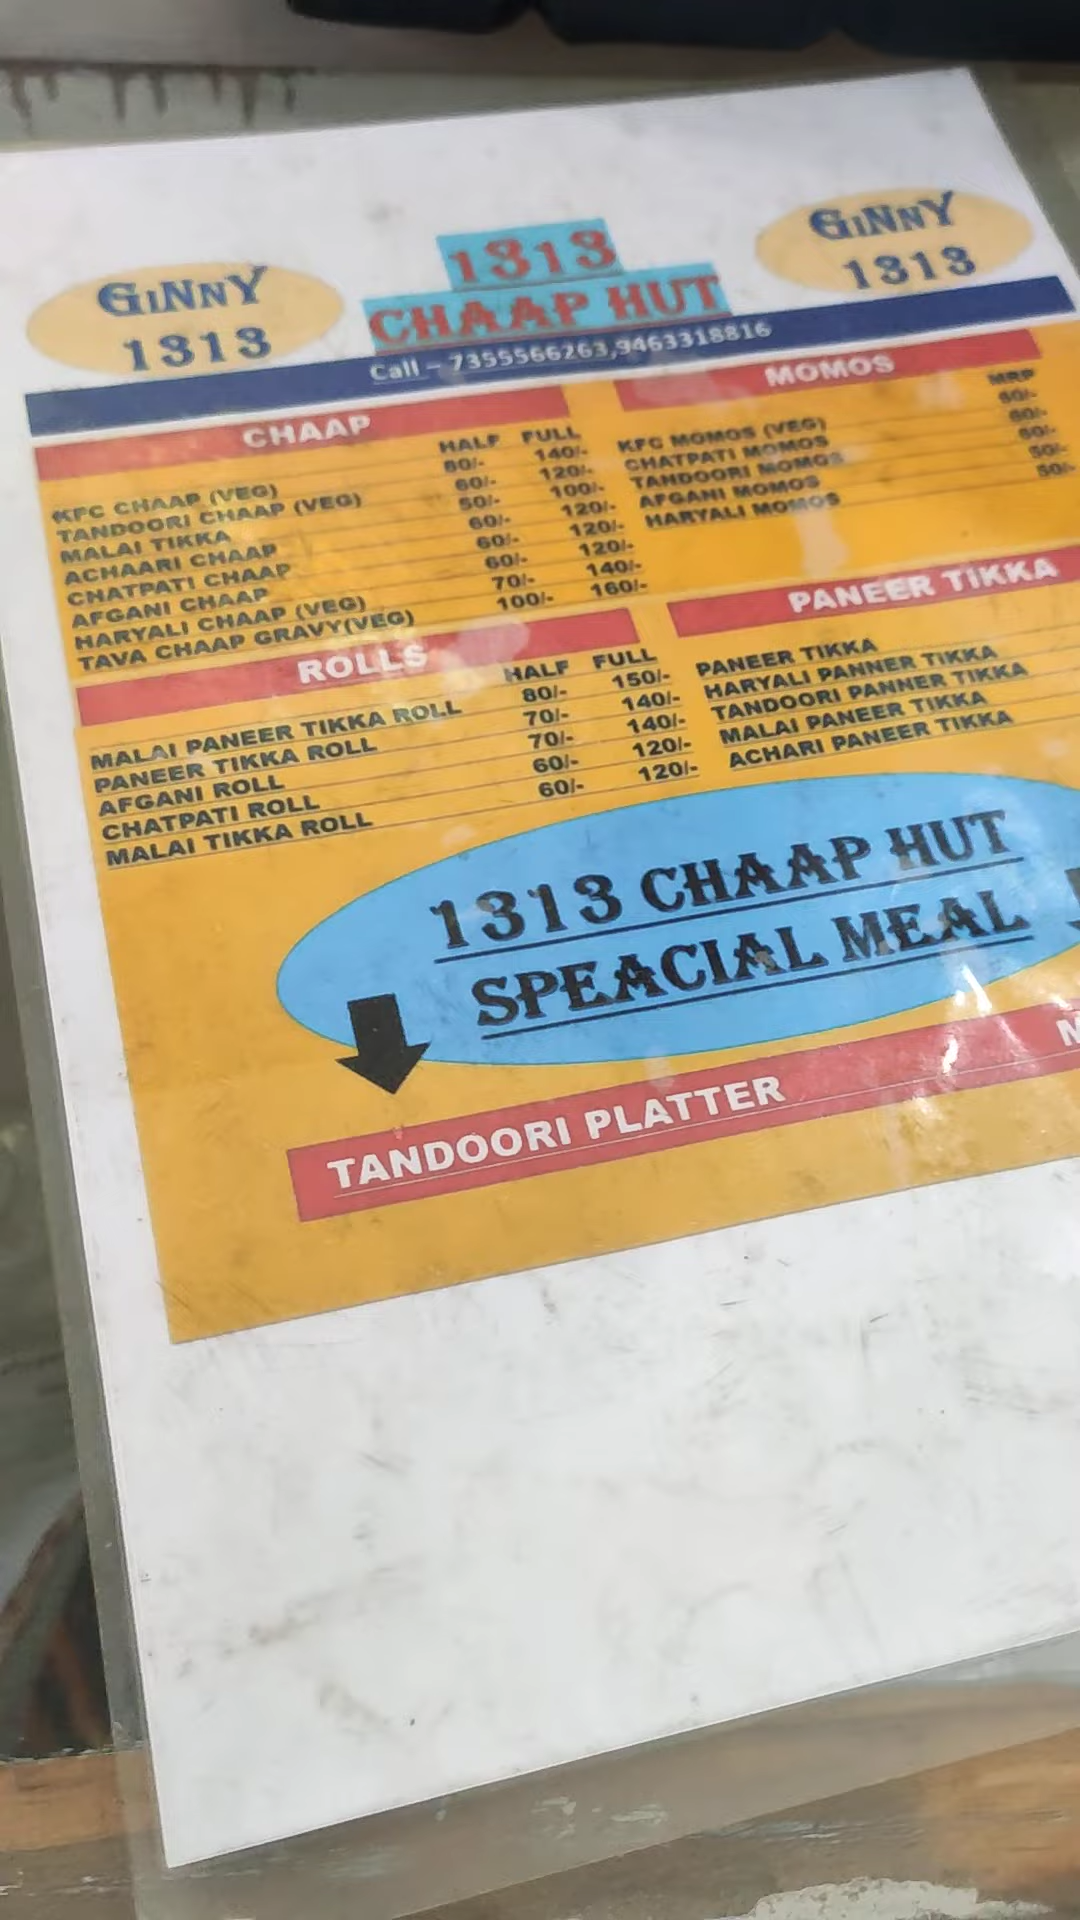 GINNY
1313
1313
CHAAP HUT
GINNY
1313
Call – 7355566263,9463318816
CHAAP
HALF FULL
KFC CHAAP (VEG) 80/- 140/-
TANDOORI CHAAP (VEG) 60/- 120/-
MALAI TIKKA 50/- 100/-
ACHAARI CHAAP 60/- 120/-
CHATPATI CHAAP 60/- 120/-
AFGANI CHAAP 60/- 120/-
HARYALI CHAAP (VEG) 70/- 140/-
TAVA CHAAP GRAVY(VEG) 100/- 160/-
MOMOS
MRP
KFC MOMOS (VEG) 60/-
CHATPATI MOMOS 60/-
TANDOORI MOMOS 60/-
AFGANI MOMOS 50/-
HARYALI MOMOS 50/-
ROLLS
HALF FULL
MALAI PANEER TIKKA ROLL 80/- 150/-
PANEER TIKKA ROLL 70/- 140/-
AFGANI ROLL 70/- 140/-
CHATPATI ROLL 60/- 120/-
MALAI TIKKA ROLL 60/- 120/-
PANEER TIKKA
PANEER TIKKA
HARYALI PANNER TIKKA
TANDOORI PANNER TIKKA
MALAI PANEER TIKKA
ACHARI PANEER TIKKA
1313 CHAAP HUT
SPEACIAL MEAL
TANDOORI PLATTER